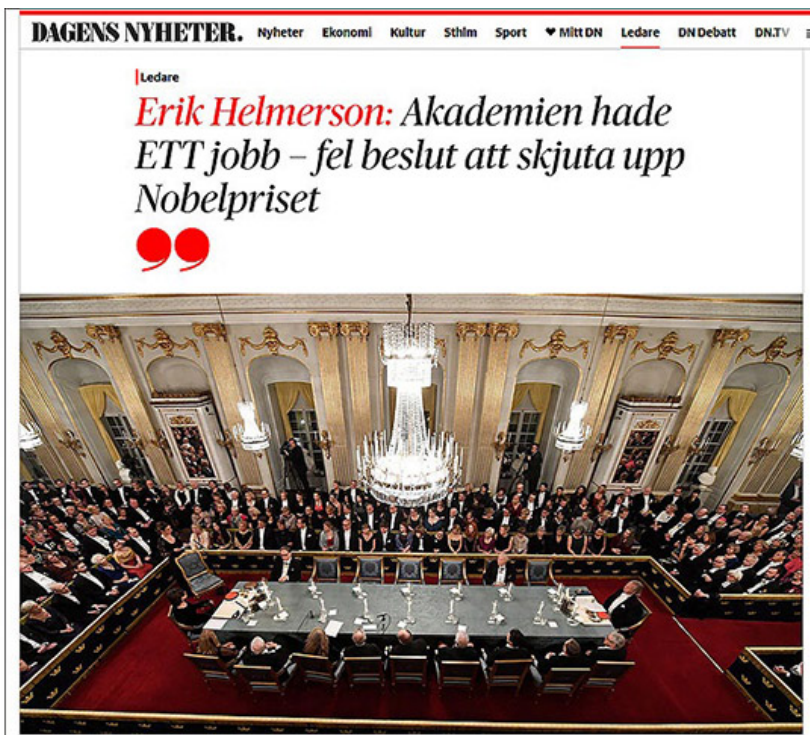 DAGENS NYHETER. Nyheter Ekonomi Kultur Sthlm Sport ♥ Mitt DN Ledare DN Debatt DN.TV
Ledare
Erik Helmerson: Akademien hade
ETT jobb – fel beslut att skjuta upp
Nobelpriset